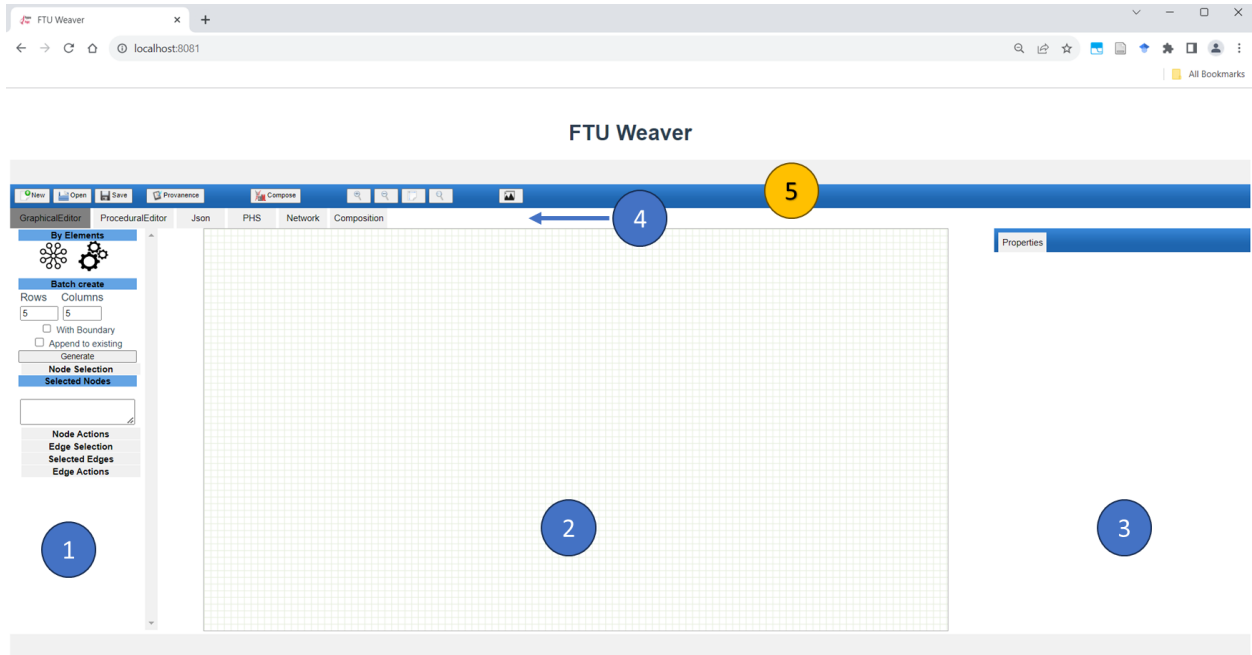 FTU Weaver
localhost:8081
All Bookmarks
FTU Weaver
New Open Save Provanence Compose
5
GraphicalEditor ProceduralEditor Json PHS Network Composition
4
By Elements
Properties
Batch create
Rows Columns
5 5
With Boundary
Append to existing
Generate
Node Selection
Selected Nodes
Node Actions
Edge Selection
Selected Edges
Edge Actions
1
2
3